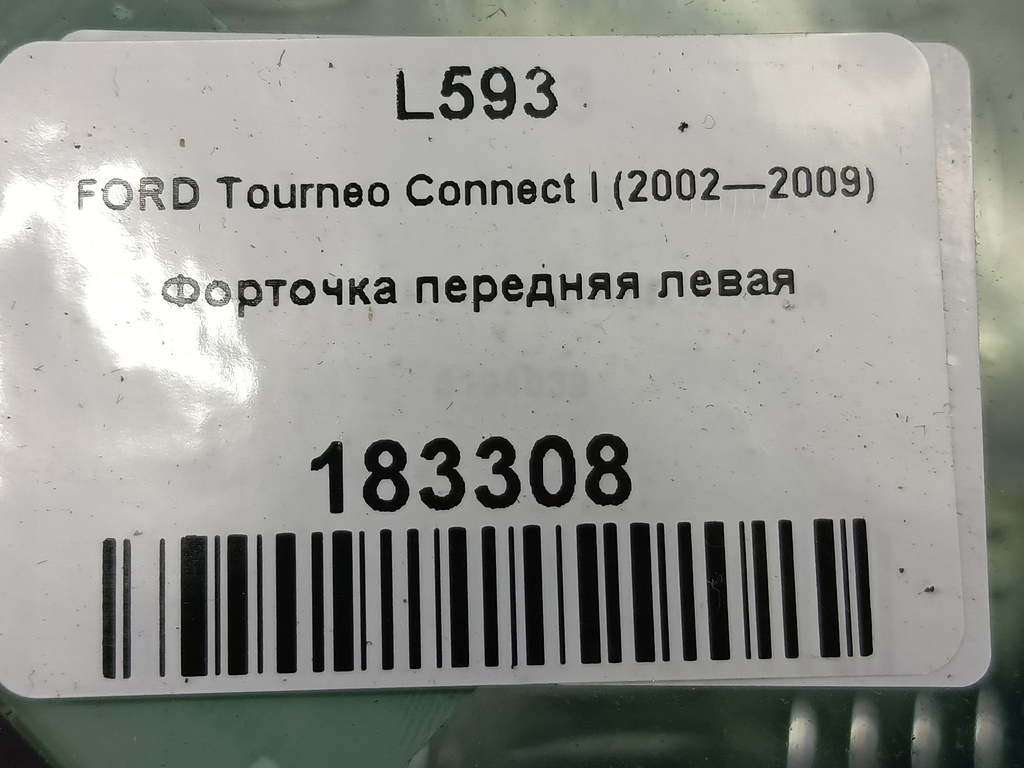 L593
FORD Tourneo Connect I (2002—2009)
Форточка передняя левая
183308